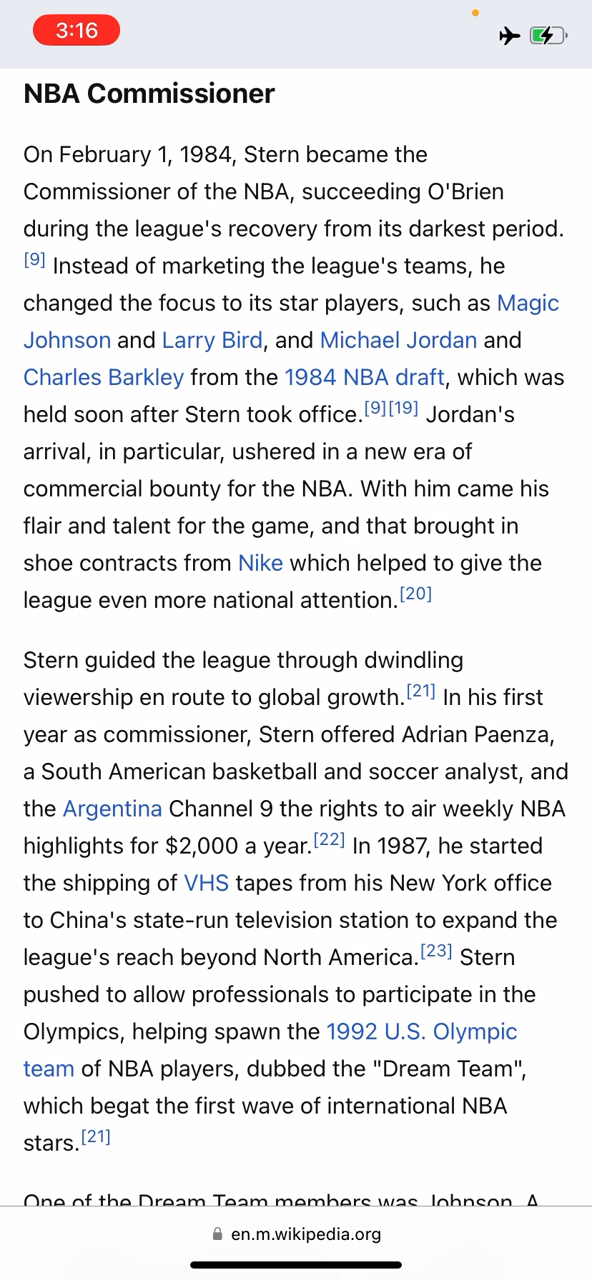 3:16
NBA Commissioner
On February 1, 1984, Stern became the
Commissioner of the NBA, succeeding O'Brien
during the league's recovery from its darkest period.
[9] Instead of marketing the league's teams, he
changed the focus to its star players, such as Magic
Johnson and Larry Bird, and Michael Jordan and
Charles Barkley from the 1984 NBA draft, which was
held soon after Stern took office.[9][19] Jordan's
arrival, in particular, ushered in a new era of
commercial bounty for the NBA. With him came his
flair and talent for the game, and that brought in
shoe contracts from Nike which helped to give the
league even more national attention.[20]
Stern guided the league through dwindling
viewership en route to global growth.[21] In his first
year as commissioner, Stern offered Adrian Paenza,
a South American basketball and soccer analyst, and
the Argentina Channel 9 the rights to air weekly NBA
highlights for $2,000 a year.[22] In 1987, he started
the shipping of VHS tapes from his New York office
to China's state-run television station to expand the
league's reach beyond North America.[23] Stern
pushed to allow professionals to participate in the
Olympics, helping spawn the 1992 U.S. Olympic
team of NBA players, dubbed the "Dream Team",
which begat the first wave of international NBA
stars.[21]
One of the Dream Team members was Johnson. A
en.m.wikipedia.org